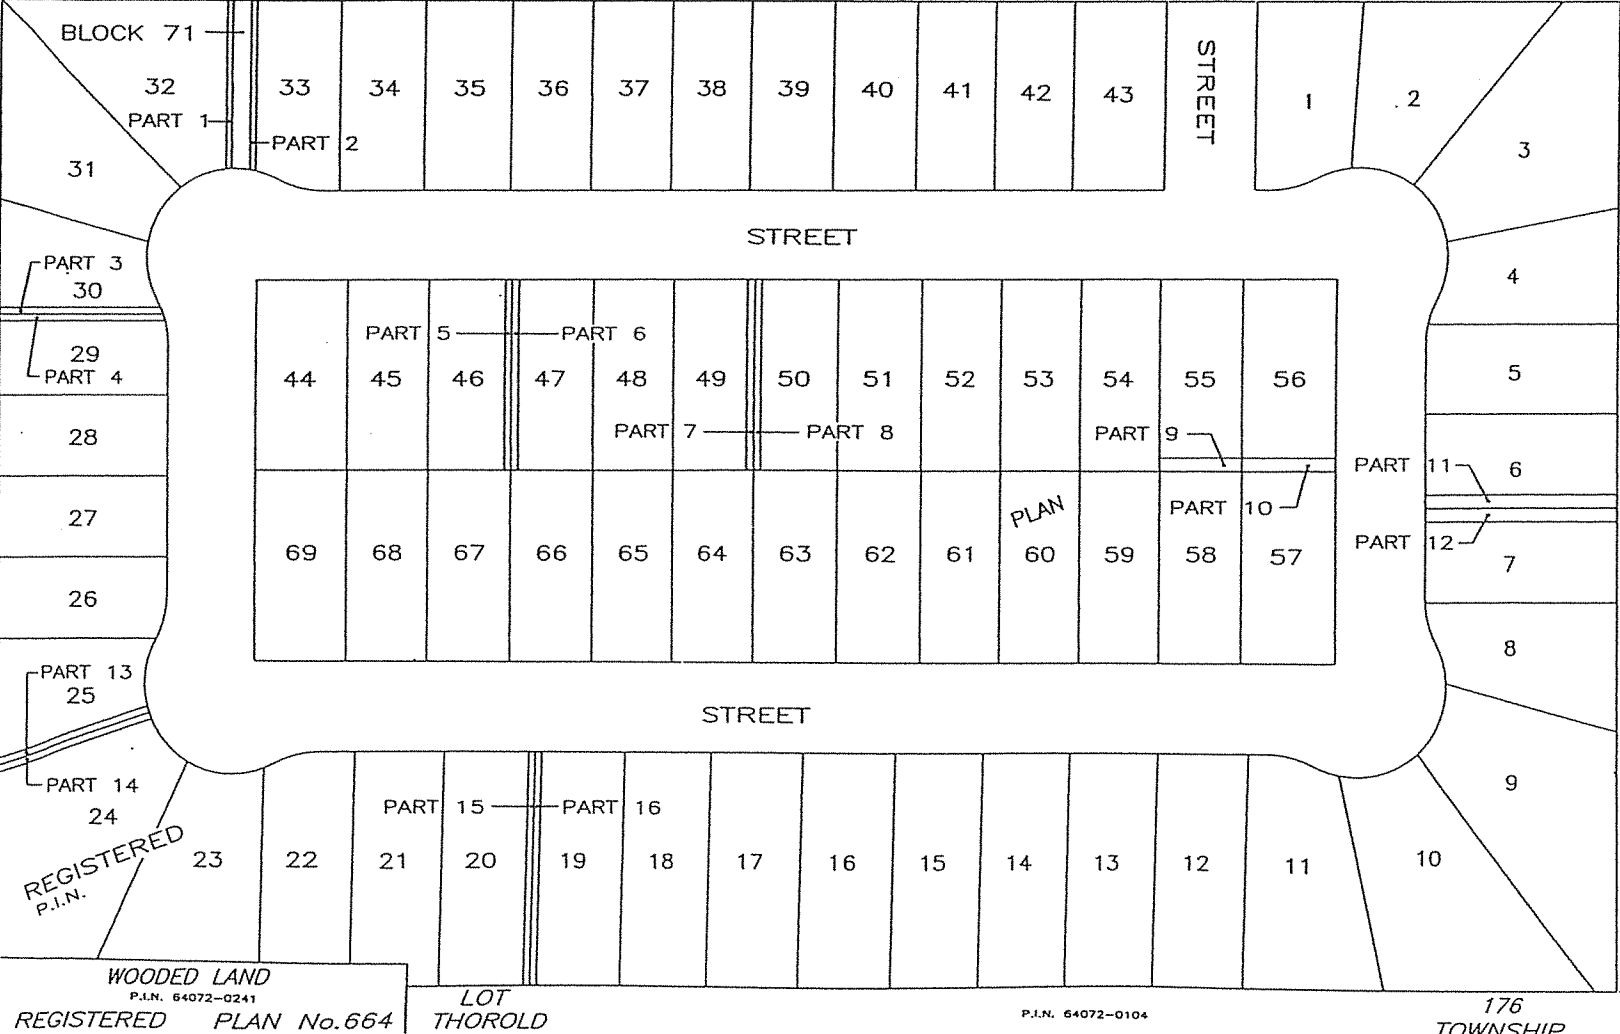 BLOCK 71
32 33 34 35 36 37 38 39 40 41 42 43 STREET 1 2
PART 1
PART 2
31 3
STREET
PART 3
30 4
PART 5 PART 6
29 5
PART 4
44 45 46 47 48 49 50 51 52 53 54 55 56
28 PART 7 PART 8 PART 9
PART 11 6
PART 10
27 PLAN
PART 12
69 68 67 66 65 64 63 62 61 60 59 58 57 7
26
8
PART 13
25
STREET
PART 14 9
24 PART 15 PART 16
REGISTERED
P.I.N.
23 22 21 20 19 18 17 16 15 14 13 12 11 10
WOODED LAND
P.I.N. 64072-0241
REGISTERED PLAN No.664
LOT
THOROLD
P.I.N. 64072-0104
176
TOWNSHIP